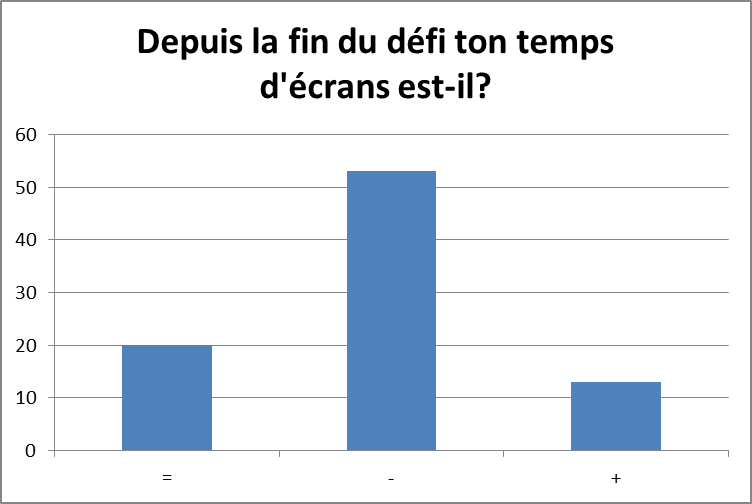 Depuis la fin du défi ton temps
d'écrans est-il?
60
50
40
30
20
10
0
= - +